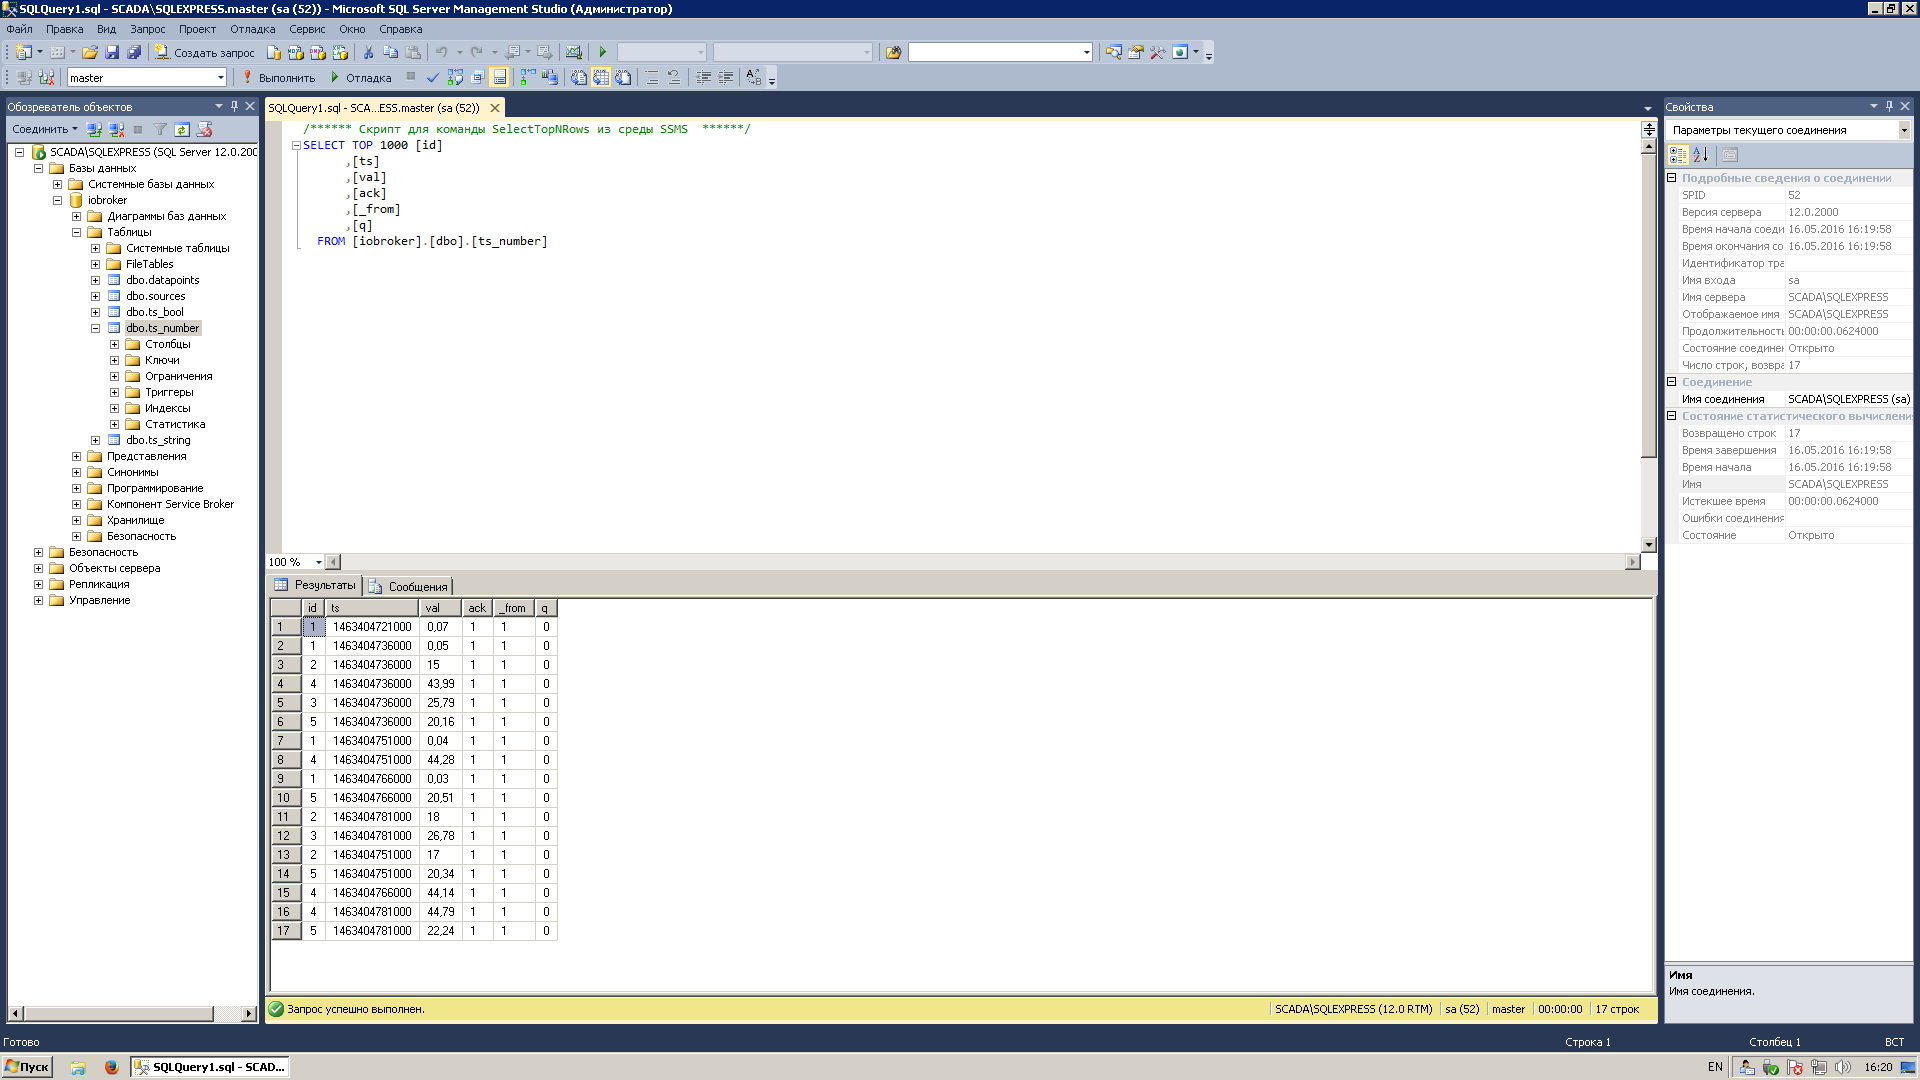 SQLQuery1.sql - SCADA\SQLEXPRESS.master (sa (52)) - Microsoft SQL Server Management Studio (Администратор)
Файл Правка Вид Запрос Проект Отладка Сервис Окно Справка
Создать запрос
master Выполнить Отладка
Обозреватель объектов
Соединить
SCADA\SQLEXPRESS (SQL Server 12.0.200
Базы данных
Системные базы данных
iobroker
Диаграммы баз данных
Таблицы
Системные таблицы
FileTables
dbo.datapoints
dbo.sources
dbo.ts_bool
dbo.ts_number
Столбцы
Ключи
Ограничения
Триггеры
Индексы
Статистика
dbo.ts_string
Представления
Синонимы
Программирование
Компонент Service Broker
Хранилище
Безопасность
Безопасность
Объекты сервера
Репликация
Управление
SQLQuery1.sql - SCA...ESS.master (sa (52))
/****** Скрипт для команды SelectTopNRows из среды SSMS  ******/
SELECT TOP 1000 [id]
,[ts]
,[val]
,[ack]
,[_from]
,[q]
FROM [iobroker].[dbo].[ts_number]
100 %
Результаты Сообщения
id ts val ack _from q
1 1 1463404721000 0,07 1 1 0
2 1 1463404736000 0,05 1 1 0
3 2 1463404736000 15 1 1 0
4 4 1463404736000 43,99 1 1 0
5 3 1463404736000 25,79 1 1 0
6 5 1463404736000 20,16 1 1 0
7 1 1463404751000 0,04 1 1 0
8 4 1463404751000 44,28 1 1 0
9 1 1463404766000 0,03 1 1 0
10 5 1463404766000 20,51 1 1 0
11 2 1463404781000 18 1 1 0
12 3 1463404781000 26,78 1 1 0
13 2 1463404751000 17 1 1 0
14 5 1463404751000 20,34 1 1 0
15 4 1463404766000 44,14 1 1 0
16 4 1463404781000 44,79 1 1 0
17 5 1463404781000 22,24 1 1 0
Запрос успешно выполнен. SCADA\SQLEXPRESS (12.0 RTM) sa (52) master 00:00:00 17 строк
Свойства
Параметры текущего соединения
Подробные сведения о соединении
SPID 52
Версия сервера 12.0.2000
Время начала соеди 16.05.2016 16:19:58
Время окончания со 16.05.2016 16:19:58
Идентификатор тра
Имя входа sa
Имя сервера SCADA\SQLEXPRESS
Отображаемое имя SCADA\SQLEXPRESS
Продолжительность 00:00:00.0624000
Состояние соединен Открыто
Число строк, возвра 17
Соединение
Имя соединения SCADA\SQLEXPRESS (sa)
Состояние статистического вычислени
Возвращено строк 17
Время завершения 16.05.2016 16:19:58
Время начала 16.05.2016 16:19:58
Имя SCADA\SQLEXPRESS
Истекшее время 00:00:00.0624000
Ошибки соединения
Состояние Открыто
Имя
Имя соединения.
Готово Строка 1 Столбец 1 ВСТ
Пуск SQLQuery1.sql - SCAD... EN 16:20